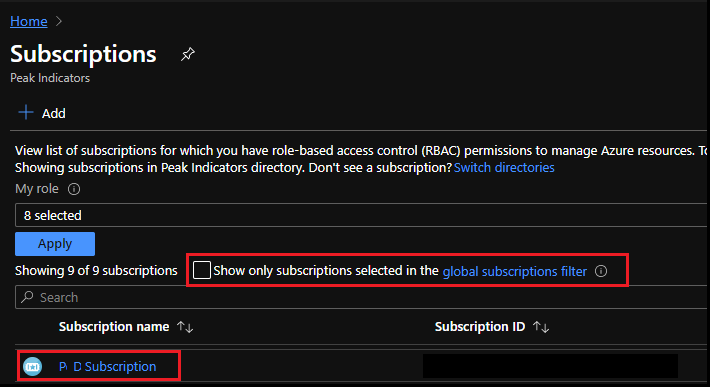 Home >
Subscriptions
Peak Indicators
+ Add
View list of subscriptions for which you have role-based access control (RBAC) permissions to manage Azure resources. To
Showing subscriptions in Peak Indicators directory. Don't see a subscription? Switch directories
My role
8 selected
Apply
Showing 9 of 9 subscriptions Show only subscriptions selected in the global subscriptions filter
Search
Subscription name ↑↓ Subscription ID ↑↓
D Subscription